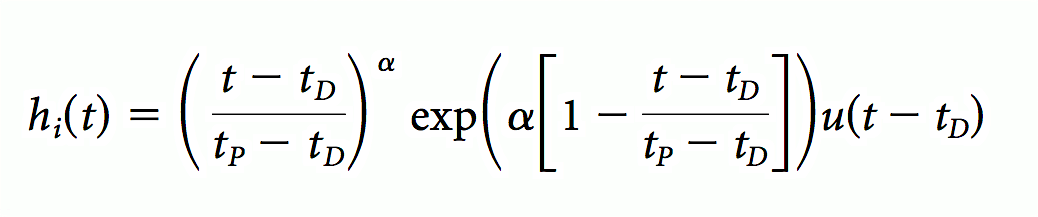 h_i(t) = ( (t − t_D) / (t_P − t_D) )^α exp( α [ 1 − (t − t_D) / (t_P − t_D) ] ) u(t − t_D)